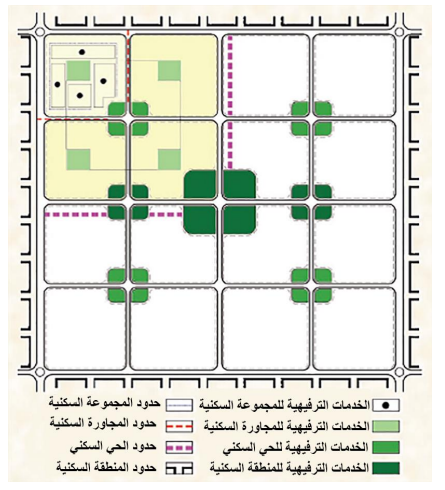 الخدمات الترفيهية للمجموعة السكنية
حدود المجموعة السكنية
الخدمات الترفيهية للمجاورة السكنية
حدود المجاورة السكنية
الخدمات الترفيهية للحي السكني
حدود الحي السكني
الخدمات الترفيهية للمنطقة السكنية
حدود المنطقة السكنية